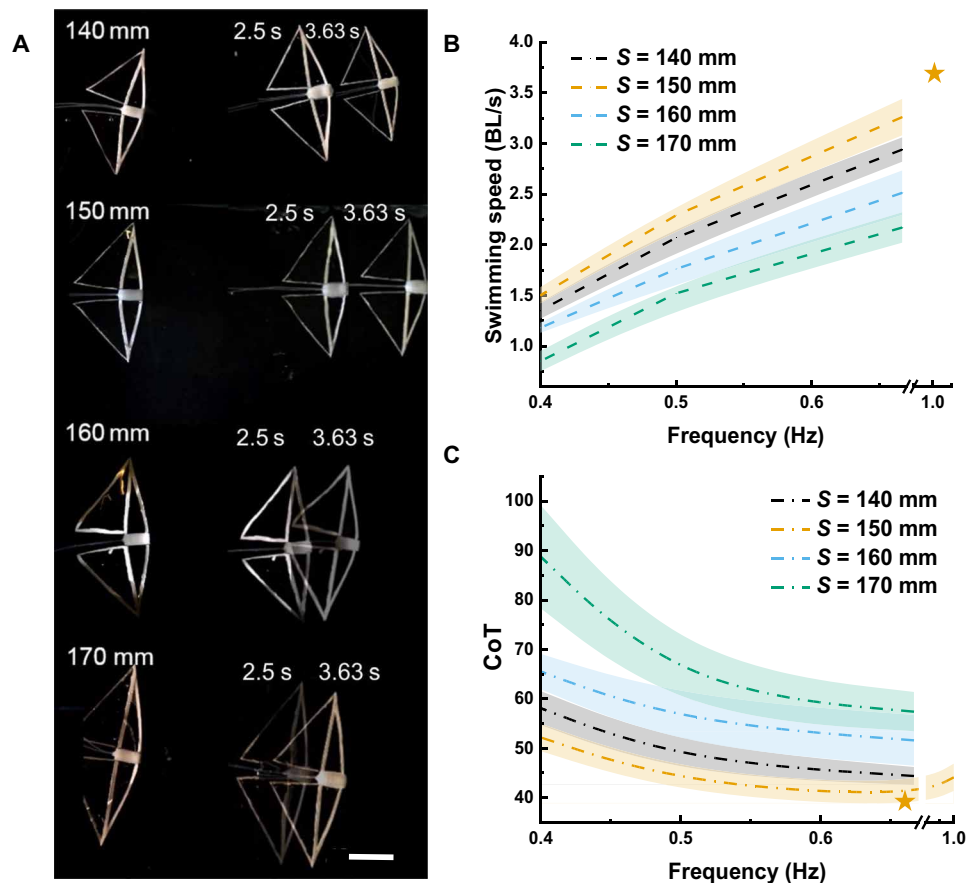 A
140 mm
2.5 s 3.63 s
150 mm
2.5 s 3.63 s
160 mm
2.5 s 3.63 s
170 mm
2.5 s 3.63 s
B
4.0
3.5
3.0
2.5
2.0
1.5
1.0
Swimming speed (BL/s)
S = 140 mm
S = 150 mm
S = 160 mm
S = 170 mm
0.4 0.5 0.6 1.0
Frequency (Hz)
C
100
90
80
70
60
50
40
CoT
S = 140 mm
S = 150 mm
S = 160 mm
S = 170 mm
0.4 0.5 0.6 1.0
Frequency (Hz)